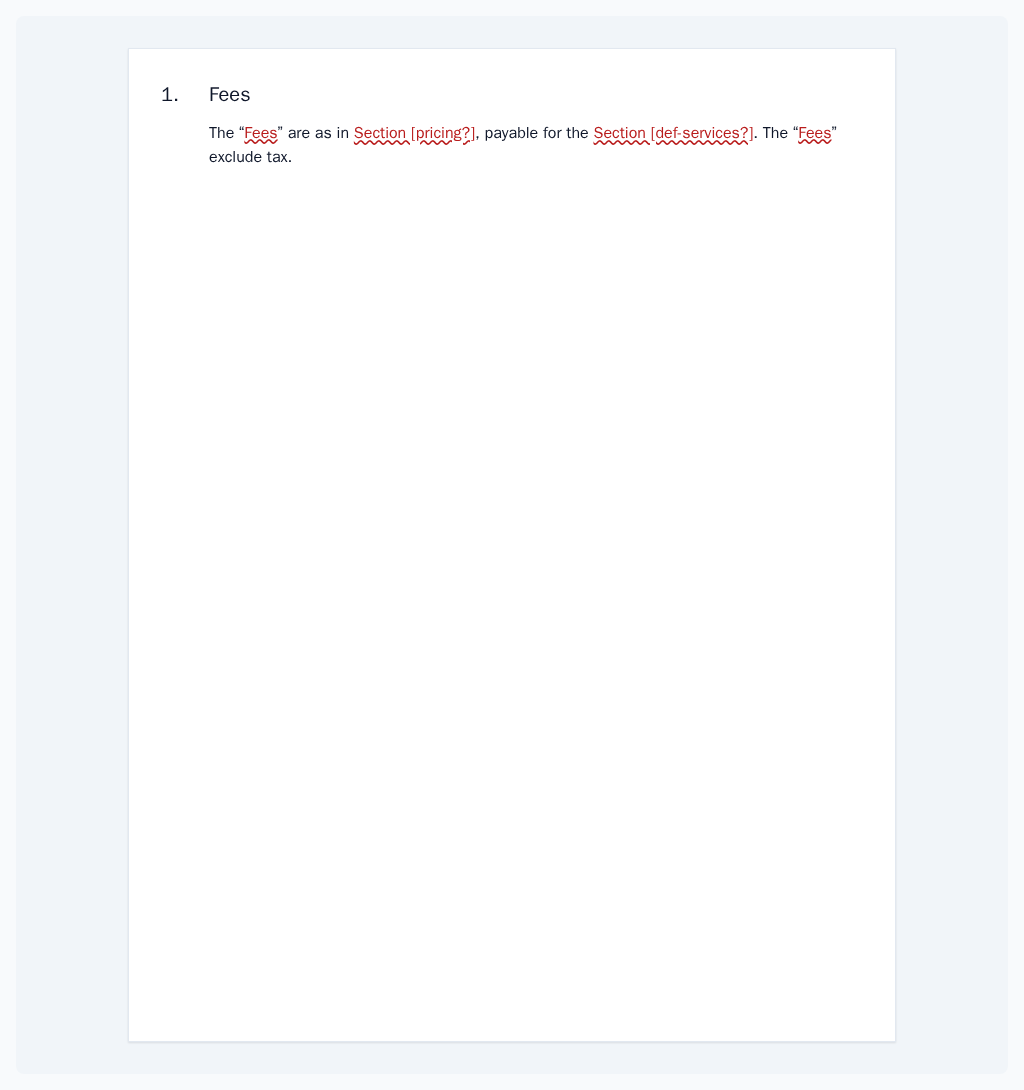 1. Fees
The “Fees” are as in Section [pricing?], payable for the Section [def-services?]. The “Fees”
exclude tax.